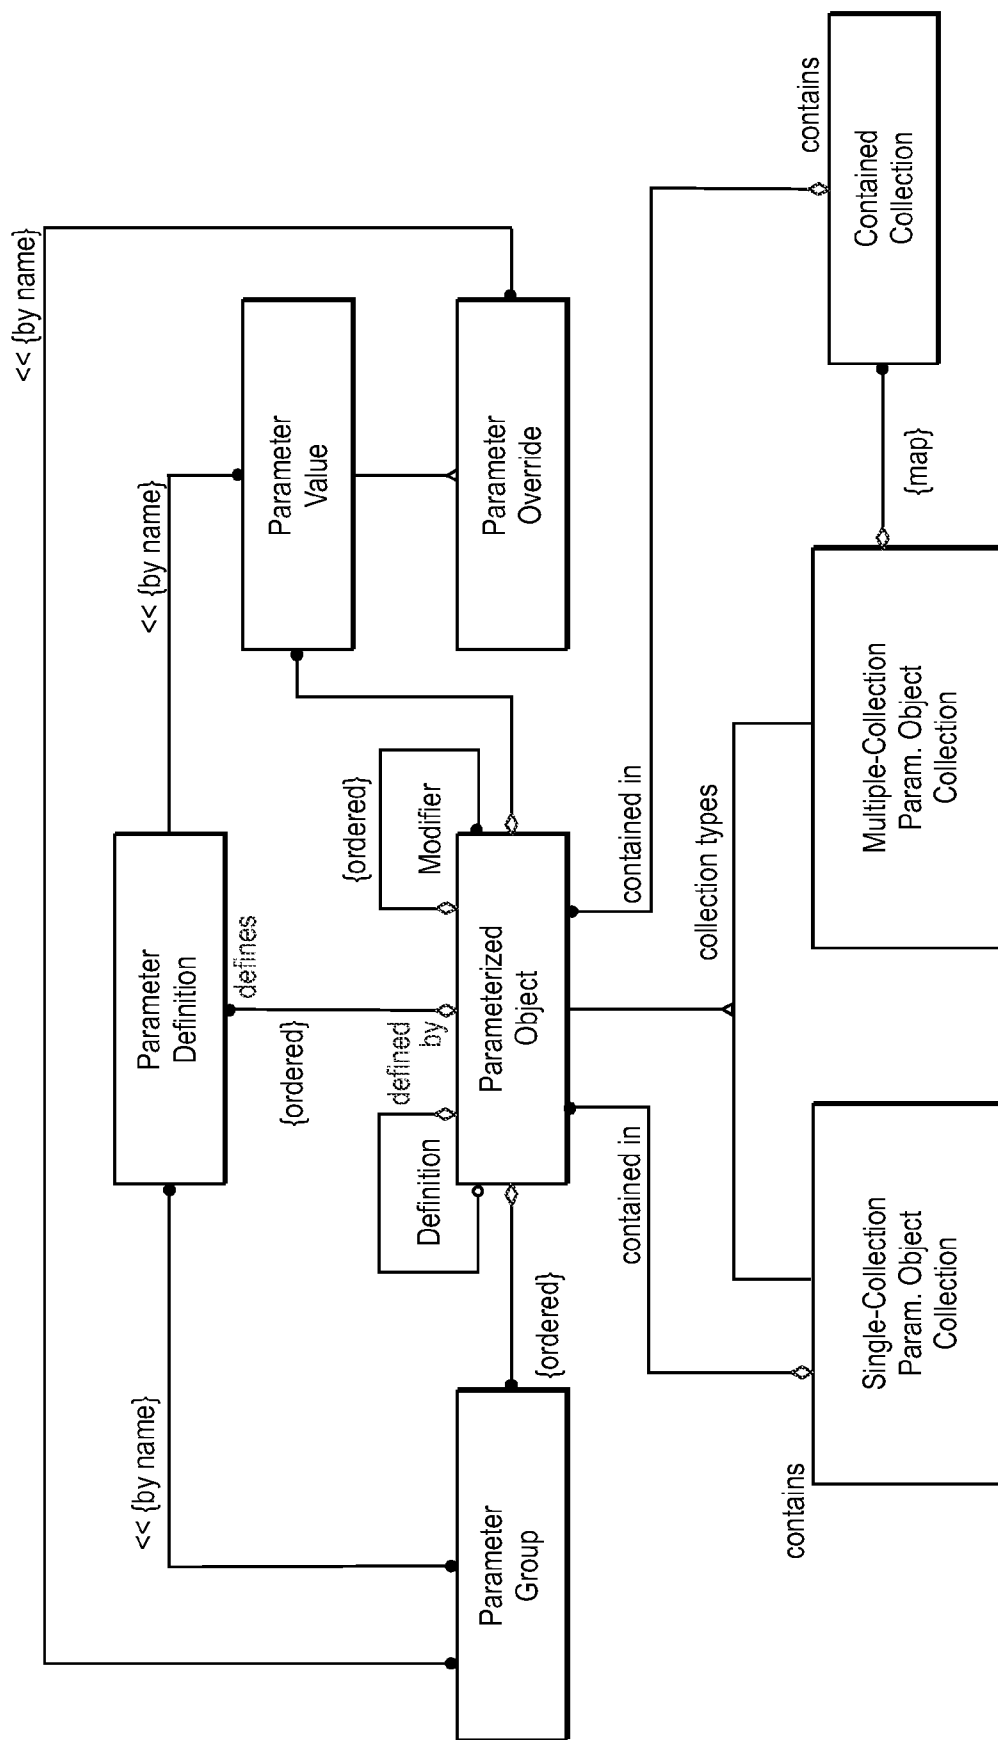 << {by name}
<< {by name}
<< {by name}
Parameter
Definition
defines
{ordered}
Parameter
Value
{ordered}
Modifier
defined
by
Definition
Parameter
Group
{ordered}
Parameterized
Object
Parameter
Override
contained in
contained in
collection types
contains
Single-Collection
Param. Object
Collection
Multiple-Collection
Param. Object
Collection
{map}
contains
Contained
Collection